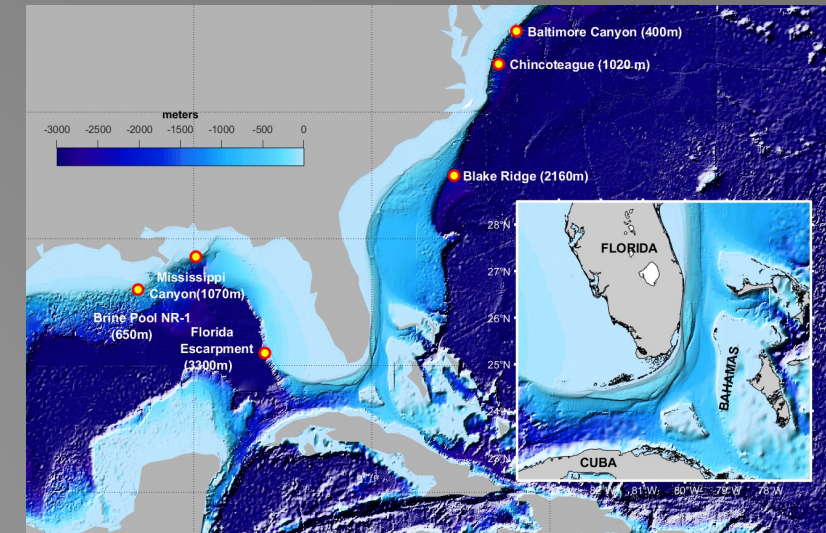 Baltimore Canyon (400m)
Chincoteague (1020 m)
meters
-3000 -2500 -2000 -1500 -1000 -500 0
Blake Ridge (2160m)
28°N
FLORIDA
27°N
Mississippi
Canyon(1070m)
26°N
Brine Pool NR-1
(650m)
Florida
Escarpment
(3300m)
25°N
BAHAMAS
24°N
23°N
CUBA
81°W 80°W 79°W 78°W